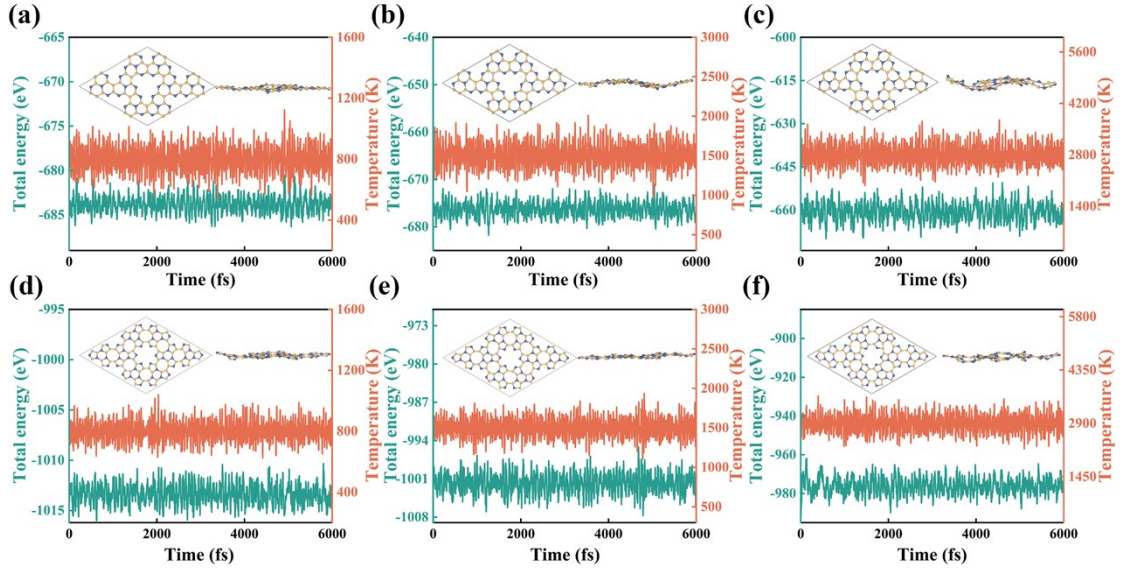 (a)
Total energy (eV)
-665
-670
-675
-680
-685
1600
1200
800
400
Temperature (K)
0 2000 4000 6000
Time (fs)
(b)
Total energy (eV)
-640
-650
-660
-670
-680
3000
2500
2000
1500
1000
500
Temperature (K)
0 2000 4000 6000
Time (fs)
(c)
Total energy (eV)
-600
-615
-630
-645
-660
5600
4200
2800
1400
Temperature (K)
0 2000 4000 6000
Time (fs)
(d)
Total energy (eV)
-995
-1000
-1005
-1010
-1015
1600
1200
800
400
Temperature (K)
0 2000 4000 6000
Time (fs)
(e)
Total energy (eV)
-973
-980
-987
-994
-1001
-1008
3000
2500
2000
1500
1000
500
Temperature (K)
0 2000 4000 6000
Time (fs)
(f)
Total energy (eV)
-890
-910
-920
-940
-960
-980
5800
4350
2900
1450
Temperature (K)
0 2000 4000 6000
Time (fs)